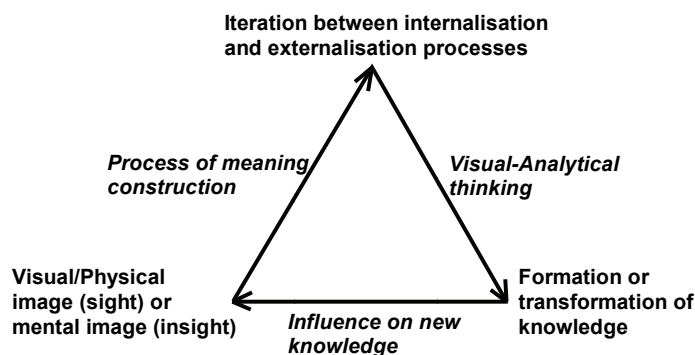 Iteration between internalisation
and externalisation processes
Process of meaning
construction
Visual-Analytical
thinking
Visual/Physical
image (sight) or
mental image (insight)
Formation or
transformation of
knowledge
Influence on new
knowledge